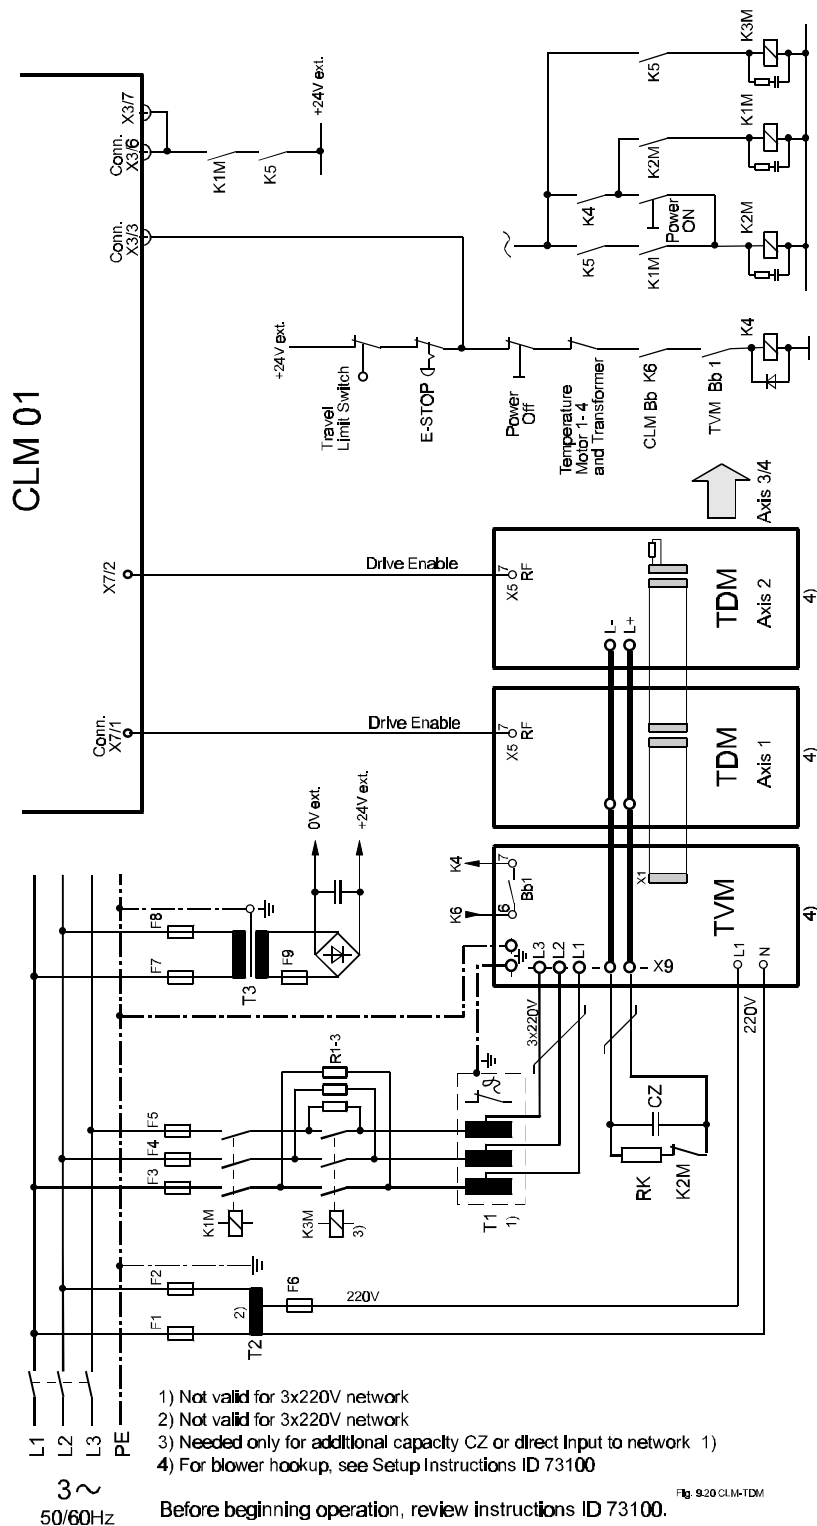 CLM 01
Conn.
X3/7
X3/6
K1M
K5
+24V ext.
Conn.
X3/3
K5
K3M
K2M
K1M
K4
Power
ON
K5
K1M
K2M
+24V ext.
Travel
Limit Switch
E-STOP
Power
Off
Temperature
Motor 1- 4
and Transformer
CLM Bb K6
TVM Bb 1
K4
Axis 3/4
X7/2
Drive Enable
X5
7
RF
L-
L+
TDM
Axis 2
4)
Conn.
X7/1
Drive Enable
X5
7
RF
TDM
Axis 1
4)
0V ext.
+24V ext.
K4
7
Bb1
K6
6
X1
TVM
4)
F8
F7
T3
F9
L3
L2
L1
X9
L1
N
3x220V
220V
R1-3
F5
F4
F3
K1M
K3M
3)
T1
1)
CZ
RK
K2M
F2
F1
2)
T2
F6
220V
L1
L2
L3
PE
3~
50/60Hz
1) Not valid for 3x220V network
2) Not valid for 3x220V network
3) Needed only for additional capacity CZ or direct input to network 1)
4) For blower hookup, see Setup Instructions ID 73100
Fig. 9-20 CLM-TDM
Before beginning operation, review instructions ID 73100.